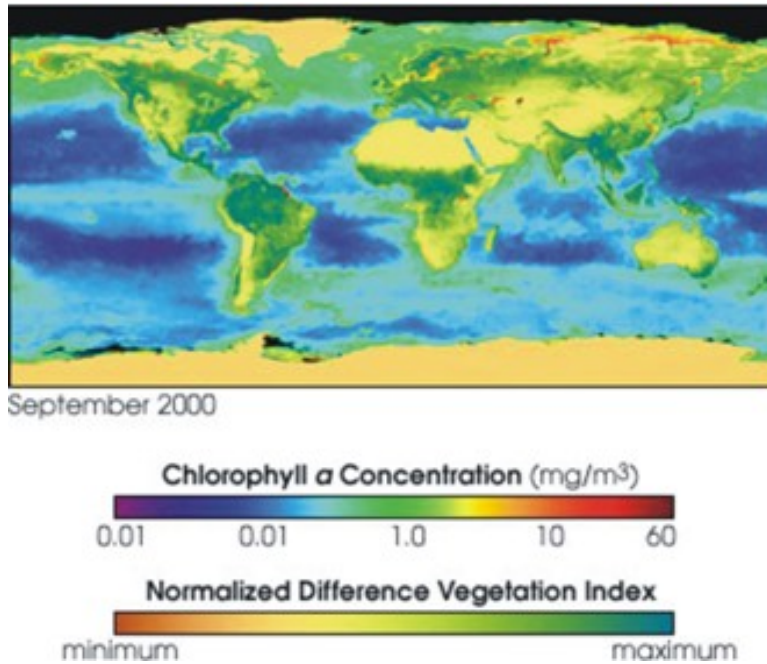 September 2000
Chlorophyll a Concentration (mg/m³)
0.01 0.01 1.0 10 60
Normalized Difference Vegetation Index
minimum maximum